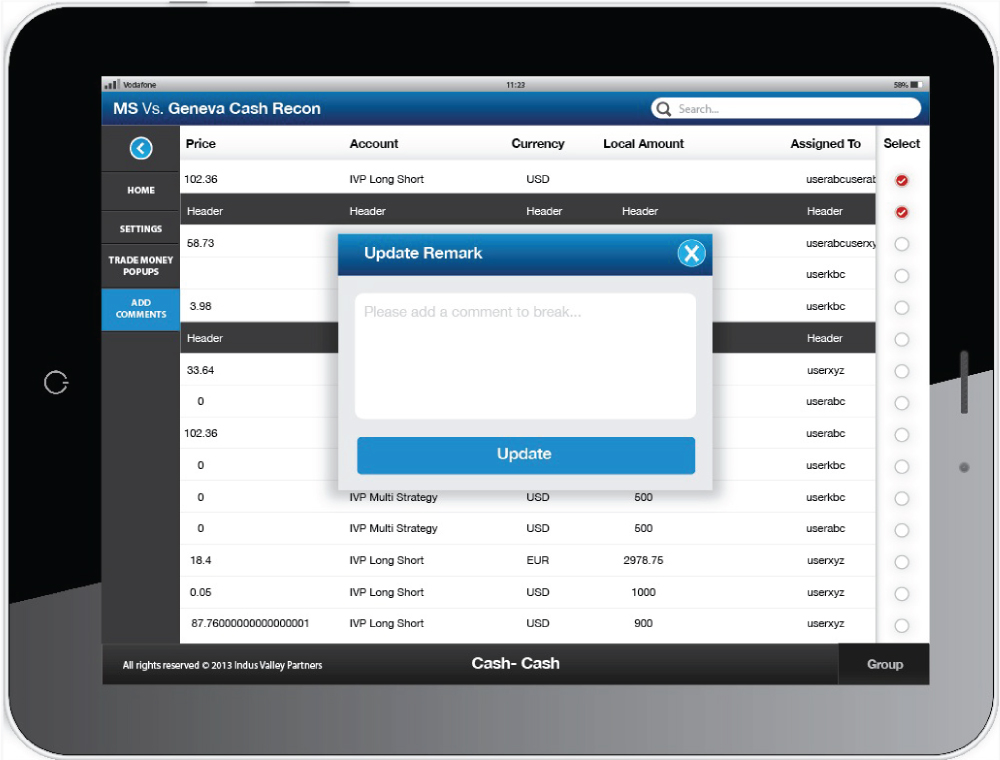 Vodafone 11:23 58%
MS Vs. Geneva Cash Recon Search...
Price Account Currency Local Amount Assigned To Select
102.36 IVP Long Short USD userabcuserab
HOME
Header Header Header Header Header
SETTINGS
58.73 userabcuserxy
Update Remark
TRADE MONEY
POPUPS
userkbc
ADD
COMMENTS
3.98 userkbc
Please add a comment to break...
Header Header
33.64 userxyz
0 userabc
102.36 userabc
Update
0 userkbc
0 IVP Multi Strategy USD 500 userkbc
0 IVP Multi Strategy USD 500 userabc
18.4 IVP Long Short EUR 2978.75 userxyz
0.05 IVP Long Short USD 1000 userxyz
87.76000000000000001 IVP Long Short USD 900 userxyz
All rights reserved © 2013 Indus Valley Partners Cash- Cash Group